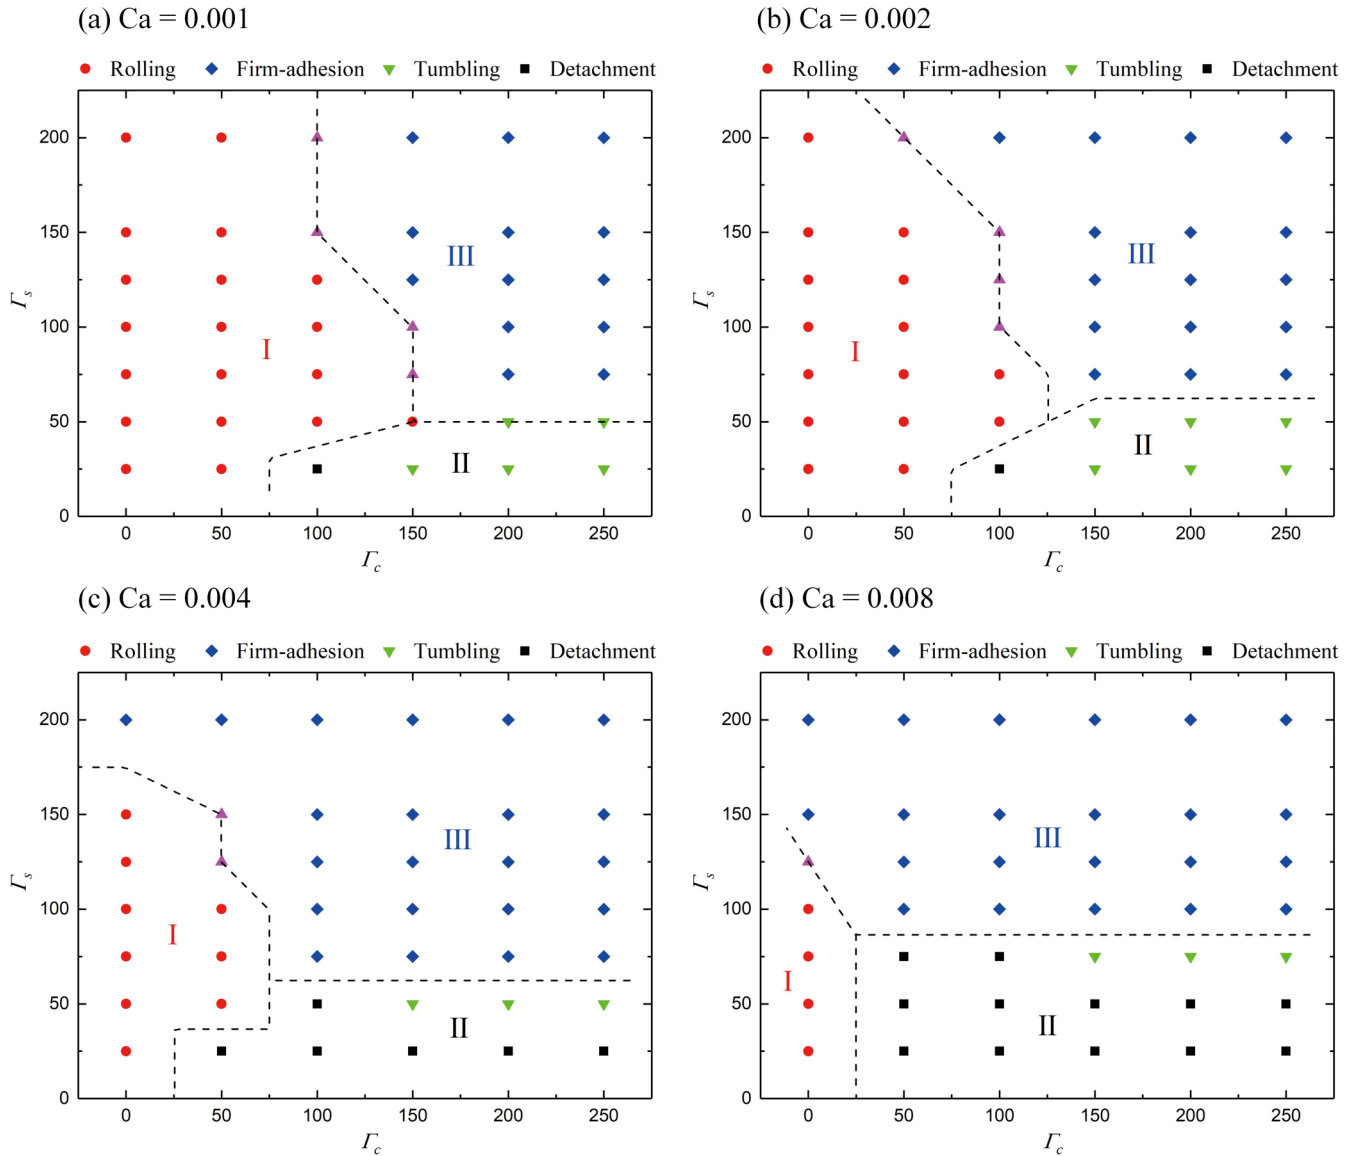 (a) Ca = 0.001
Rolling Firm-adhesion Tumbling Detachment
200
150
100
50
0
Γs
I
II
III
0 50 100 150 200 250
Γc
(b) Ca = 0.002
Rolling Firm-adhesion Tumbling Detachment
200
150
100
50
0
Γs
I
II
III
0 50 100 150 200 250
Γc
(c) Ca = 0.004
Rolling Firm-adhesion Tumbling Detachment
200
150
100
50
0
Γs
I
II
III
0 50 100 150 200 250
Γc
(d) Ca = 0.008
Rolling Firm-adhesion Tumbling Detachment
200
150
100
50
0
Γs
I
II
III
0 50 100 150 200 250
Γc